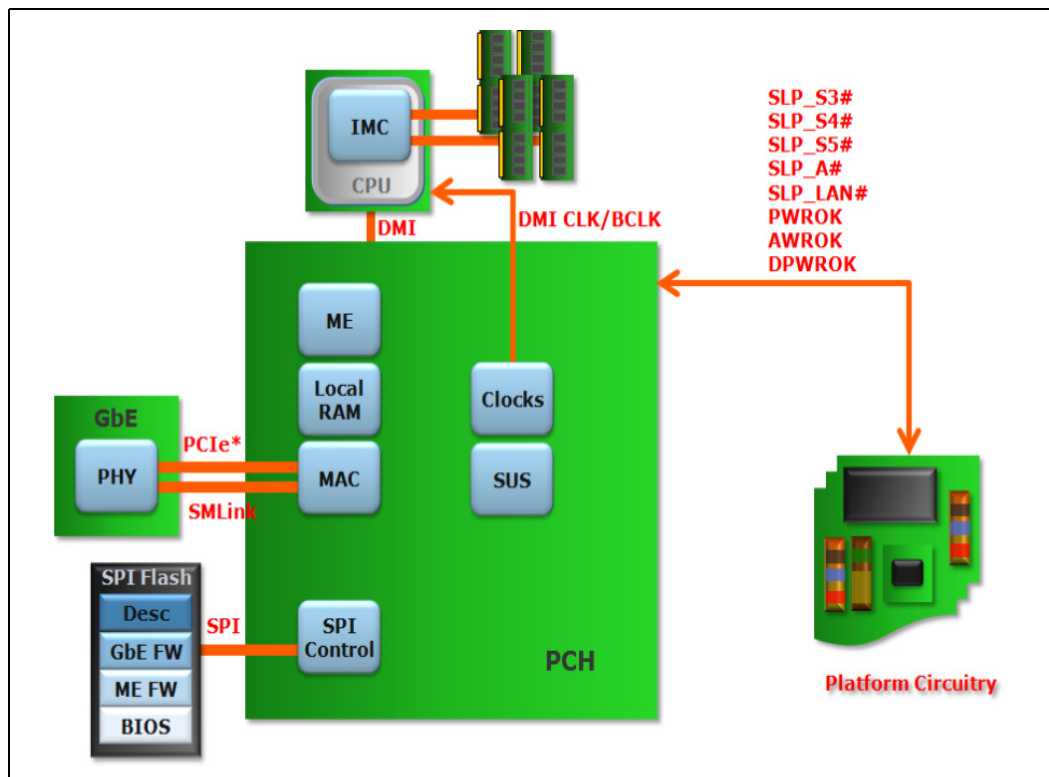 IMC
CPU
SLP_S3#
SLP_S4#
SLP_S5#
SLP_A#
SLP_LAN#
PWROK
AWROK
DPWROK
DMI
DMI CLK/BCLK
ME
Local
RAM
MAC
Clocks
SUS
GbE
PHY
PCIe*
SMLink
SPI Flash
Desc
GbE FW
ME FW
BIOS
SPI
SPI
Control
PCH
Platform Circuitry